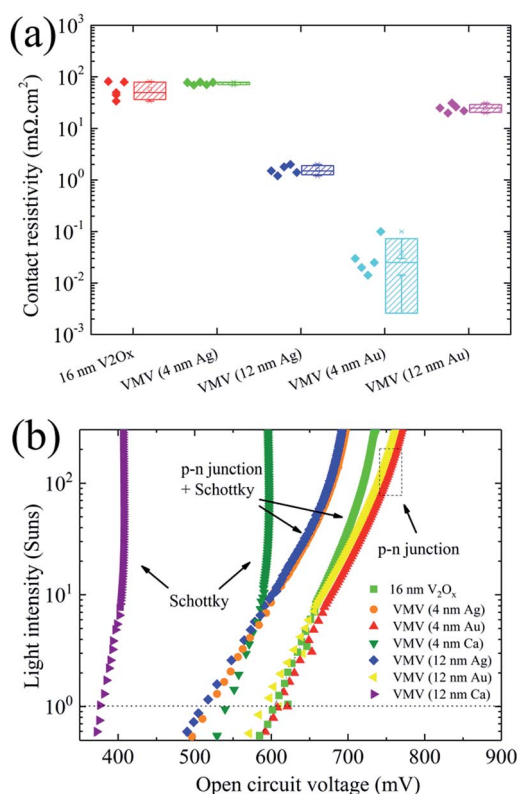 (a)
10³
10²
10¹
10⁰
10⁻¹
10⁻²
10⁻³
Contact resistivity (mΩ.cm²)
16 nm V2Ox
VMV (4 nm Ag)
VMV (12 nm Ag)
VMV (4 nm Au)
VMV (12 nm Au)
(b)
10²
10¹
10⁰
Light intensity (Suns)
p-n junction
+ Schottky
Schottky
p-n junction
16 nm V₂Oₓ
VMV (4 nm Ag)
VMV (4 nm Au)
VMV (4 nm Ca)
VMV (12 nm Ag)
VMV (12 nm Au)
VMV (12 nm Ca)
400 500 600 700 800 900
Open circuit voltage (mV)